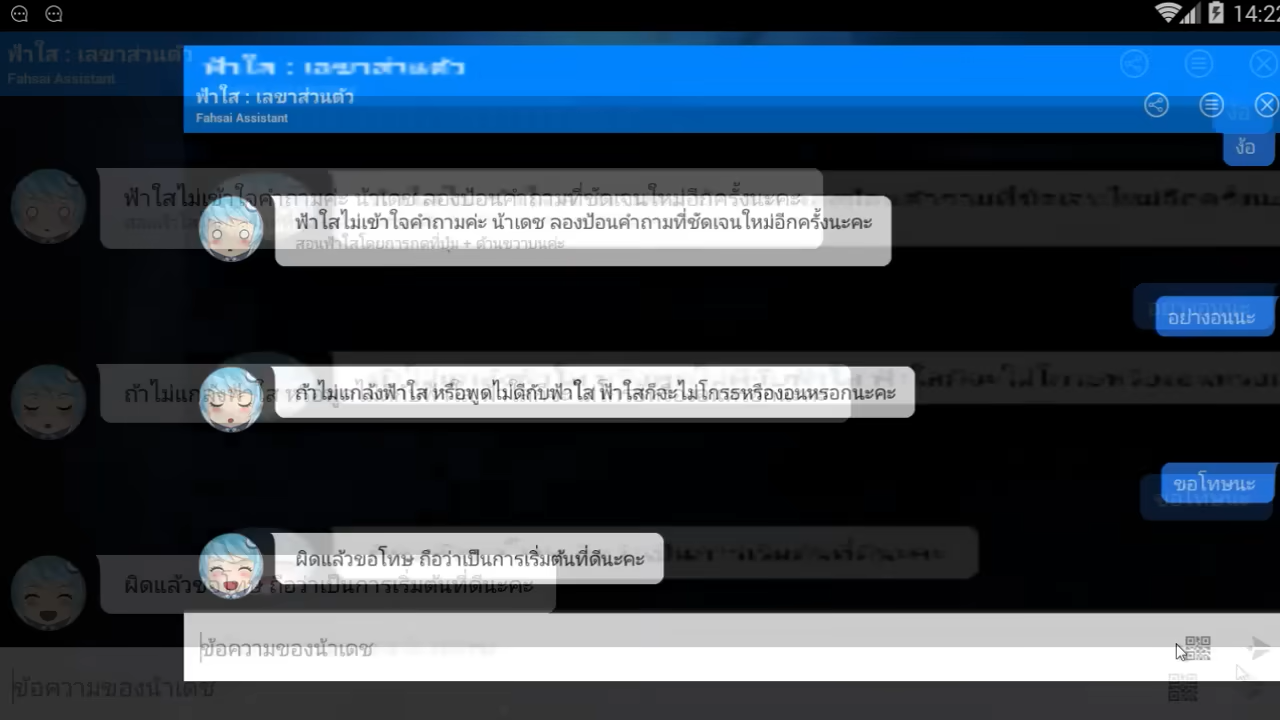 14:22
ฟ้าใส : เลขาส่วนตัว
Fahsai Assistant
ง้อ
ฟ้าใสไม่เข้าใจคำถามค่ะ น้าเดช ลองป้อนคำถามที่ชัดเจนใหม่อีกครั้งนะคะ
สอนฟ้าใสโดยการกดที่ปุ่ม + ด้านขวาบนค่ะ
อย่างอนนะ
ถ้าไม่แกล้งฟ้าใส หรือพูดไม่ดีกับฟ้าใส ฟ้าใสก็จะไม่โกรธหรืองอนหรอกนะคะ
ขอโทษนะ
ผิดแล้วขอโทษ ถือว่าเป็นการเริ่มต้นที่ดีนะคะ
ข้อความของน้าเดช